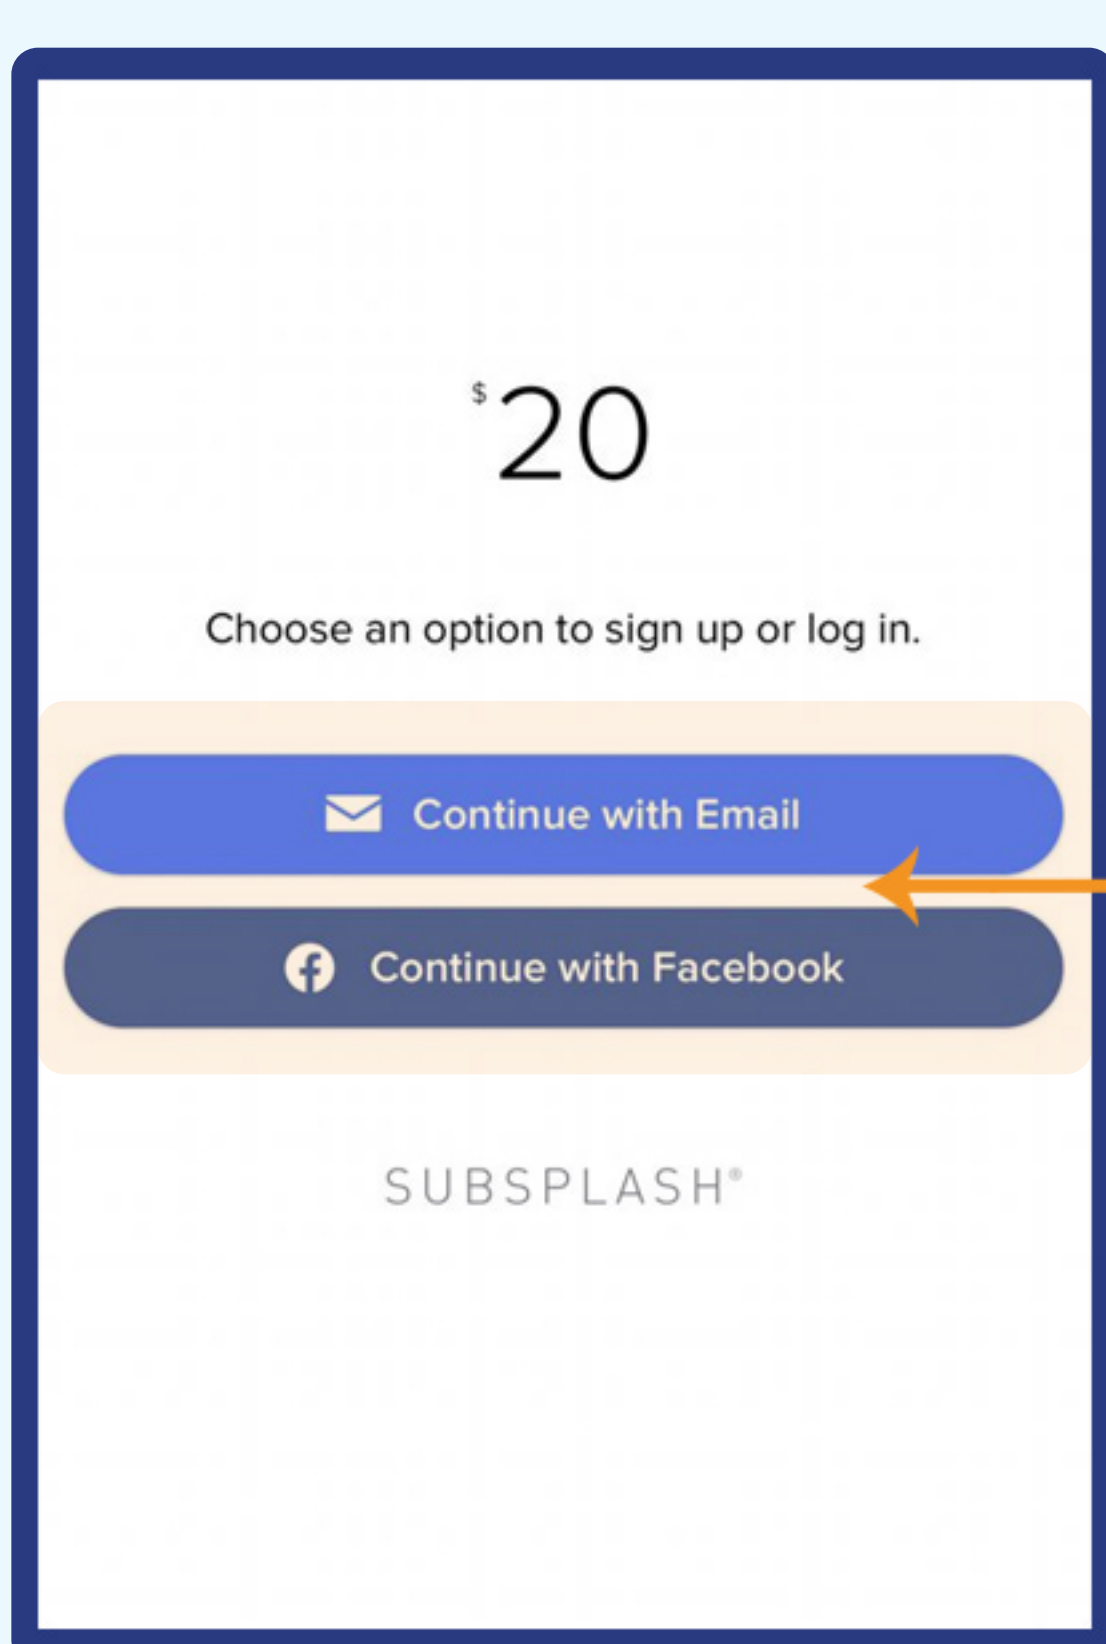 $20
Choose an option to sign up or log in.
Continue with Email
Continue with Facebook
SUBSPLASH®